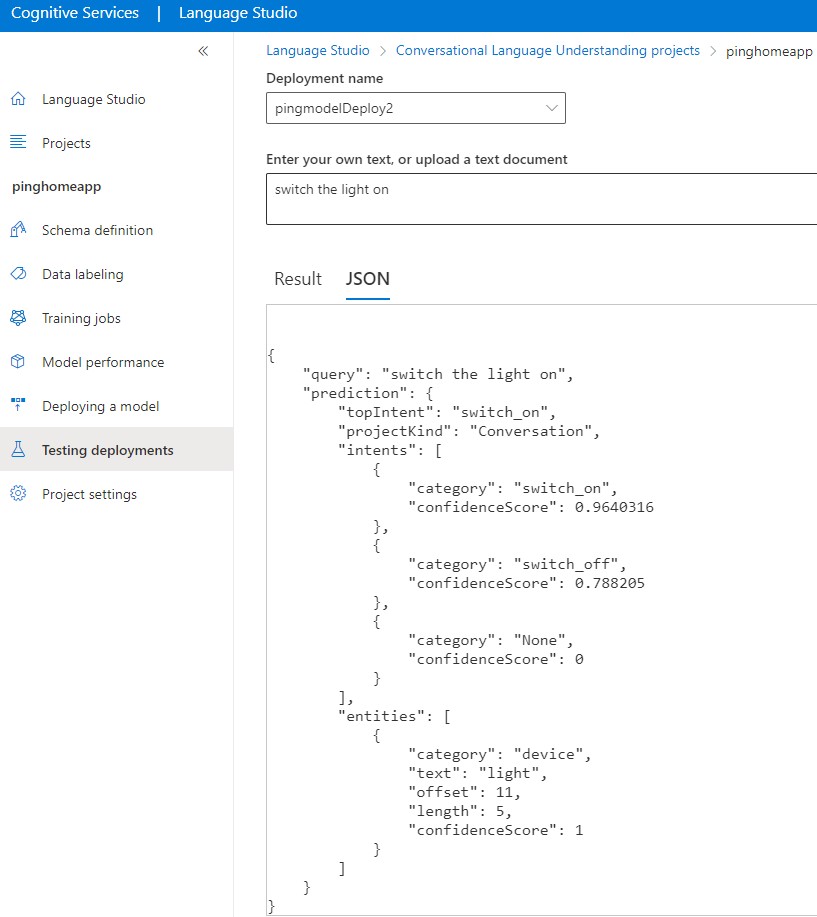 Cognitive Services | Language Studio
Language Studio > Conversational Language Understanding projects > pinghomeapp
Language Studio
Projects
pinghomeapp
Schema definition
Data labeling
Training jobs
Model performance
Deploying a model
Testing deployments
Project settings
Deployment name
pingmodelDeploy2
Enter your own text, or upload a text document
switch the light on
Result JSON
{
    "query": "switch the light on",
    "prediction": {
        "topIntent": "switch_on",
        "projectKind": "Conversation",
        "intents": [
            {
                "category": "switch_on",
                "confidenceScore": 0.9640316
            },
            {
                "category": "switch_off",
                "confidenceScore": 0.788205
            },
            {
                "category": "None",
                "confidenceScore": 0
            }
        ],
        "entities": [
            {
                "category": "device",
                "text": "light",
                "offset": 11,
                "length": 5,
                "confidenceScore": 1
            }
        ]
    }
}